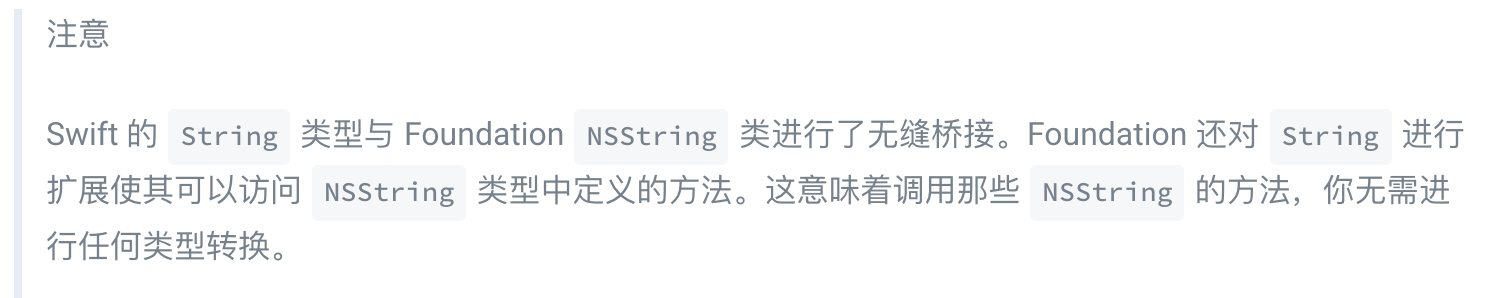 注意
Swift 的 String 类型与 Foundation NSString 类进行了无缝桥接。Foundation 还对 String 进行
扩展使其可以访问 NSString 类型中定义的方法。这意味着调用那些 NSString 的方法，你无需进
行任何类型转换。